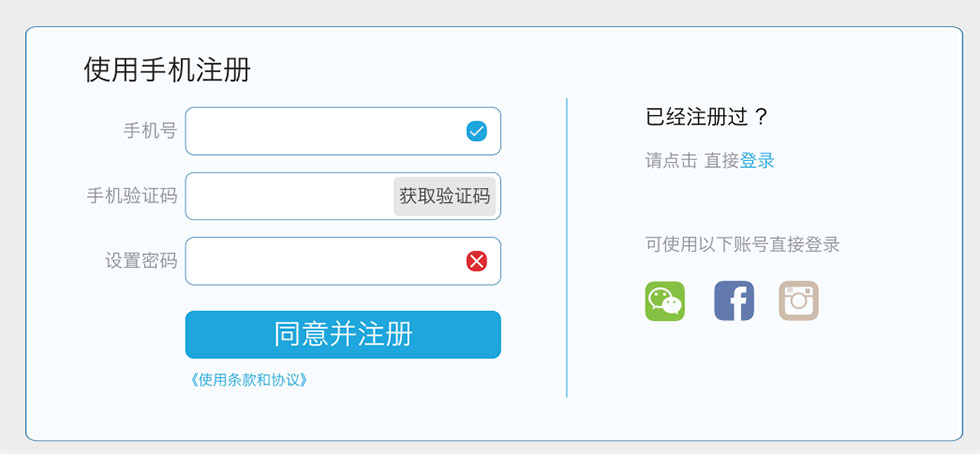 使用手机注册
手机号
手机验证码
获取验证码
设置密码
同意并注册
《使用条款和协议》
已经注册过？
请点击 直接登录
可使用以下账号直接登录